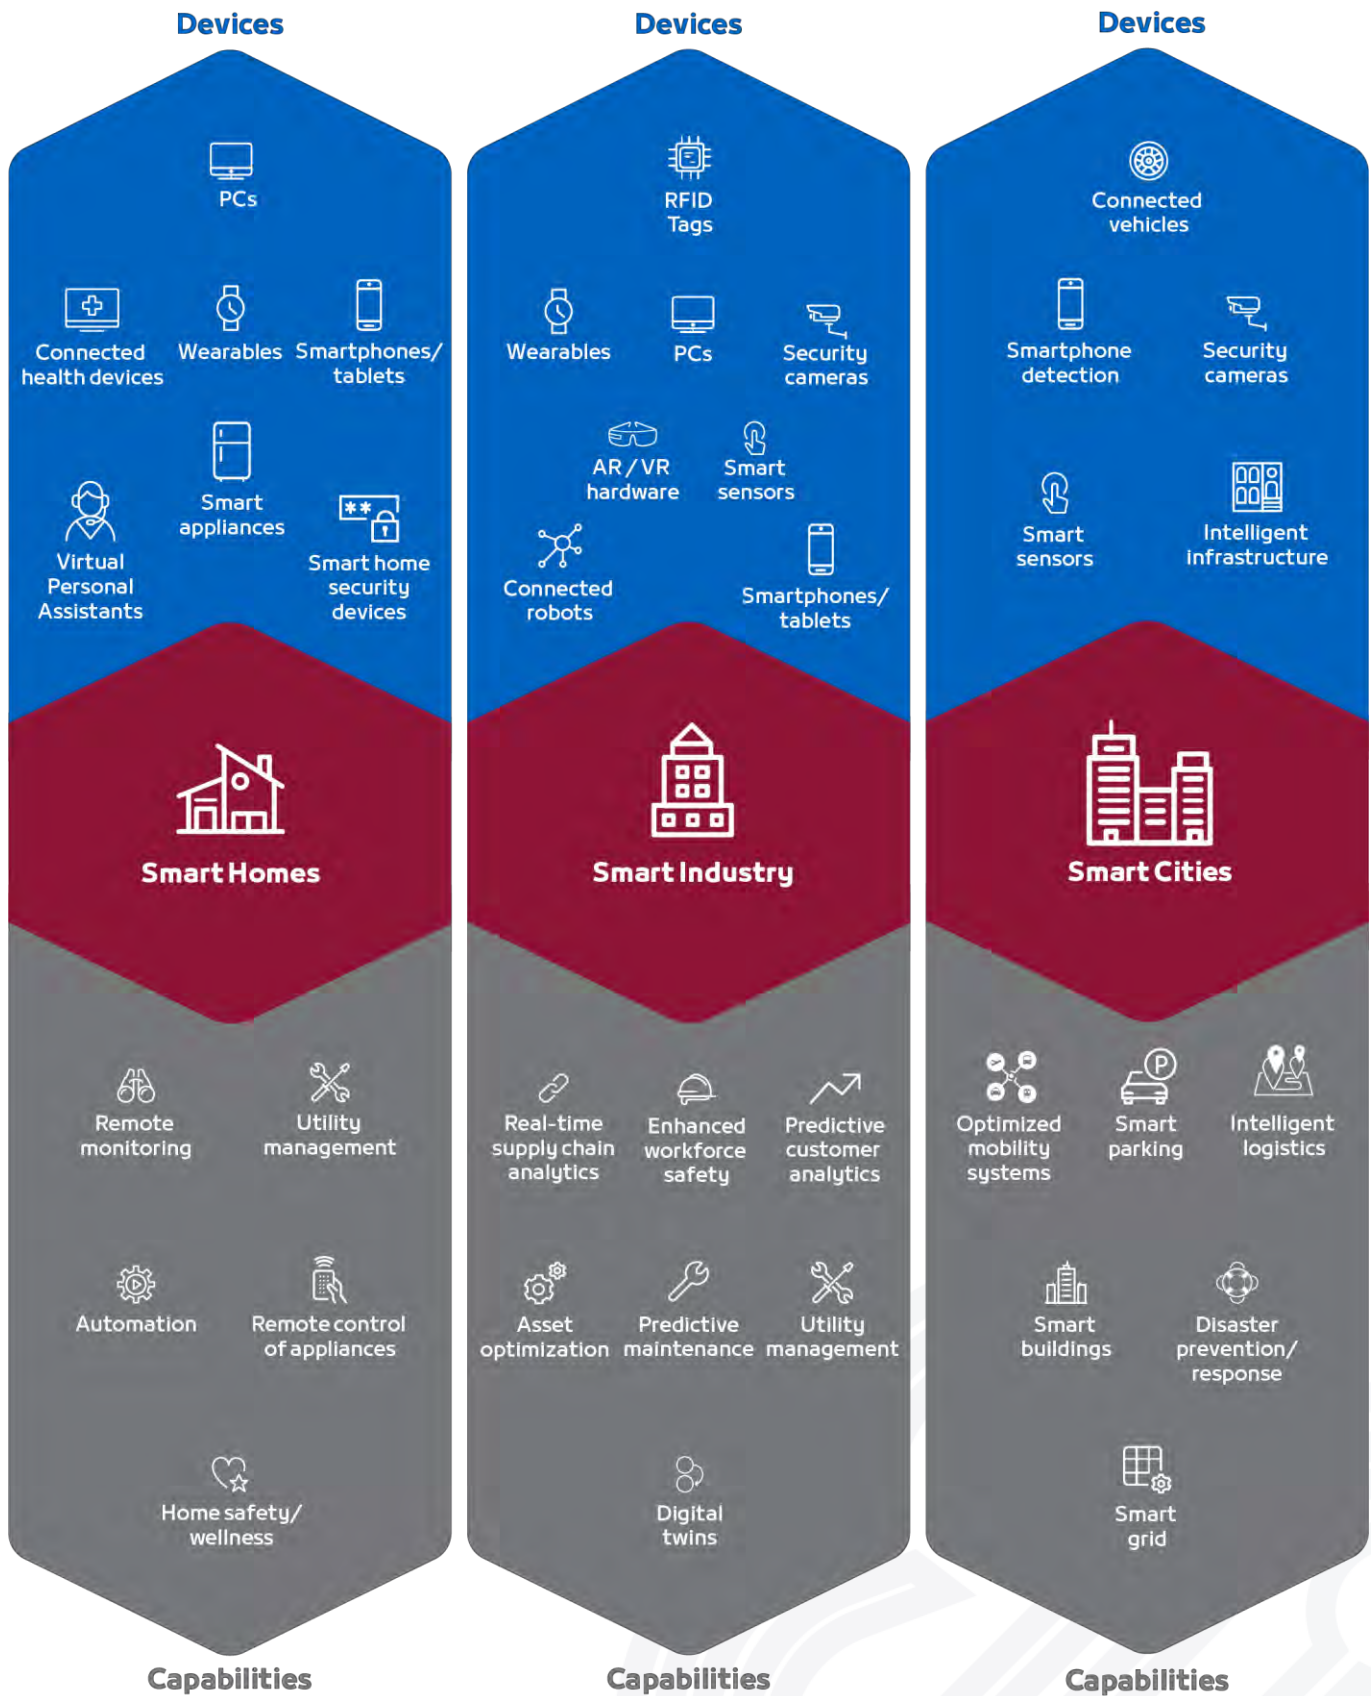 Devices
PCs
Connected
health devices
Wearables
Smartphones/
tablets
Smart
appliances
Virtual
Personal
Assistants
**
Smart home
security
devices
Smart Homes
Remote
monitoring
Utility
management
Automation
Remote control
of appliances
Home safety/
wellness
Capabilities
Devices
RFID
Tags
Wearables
PCs
Security
cameras
AR/VR
hardware
Smart
sensors
Connected
robots
Smartphones/
tablets
Smart Industry
Real-time
supply chain
analytics
Enhanced
workforce
safety
Predictive
customer
analytics
Asset
optimization
Predictive
maintenance
Utility
management
Digital
twins
Capabilities
Devices
Connected
vehicles
Smartphone
detection
Security
cameras
Smart
sensors
Intelligent
infrastructure
Smart Cities
Optimized
mobility
systems
P
Smart
parking
Intelligent
logistics
Smart
buildings
Disaster
prevention/
response
Smart
grid
Capabilities